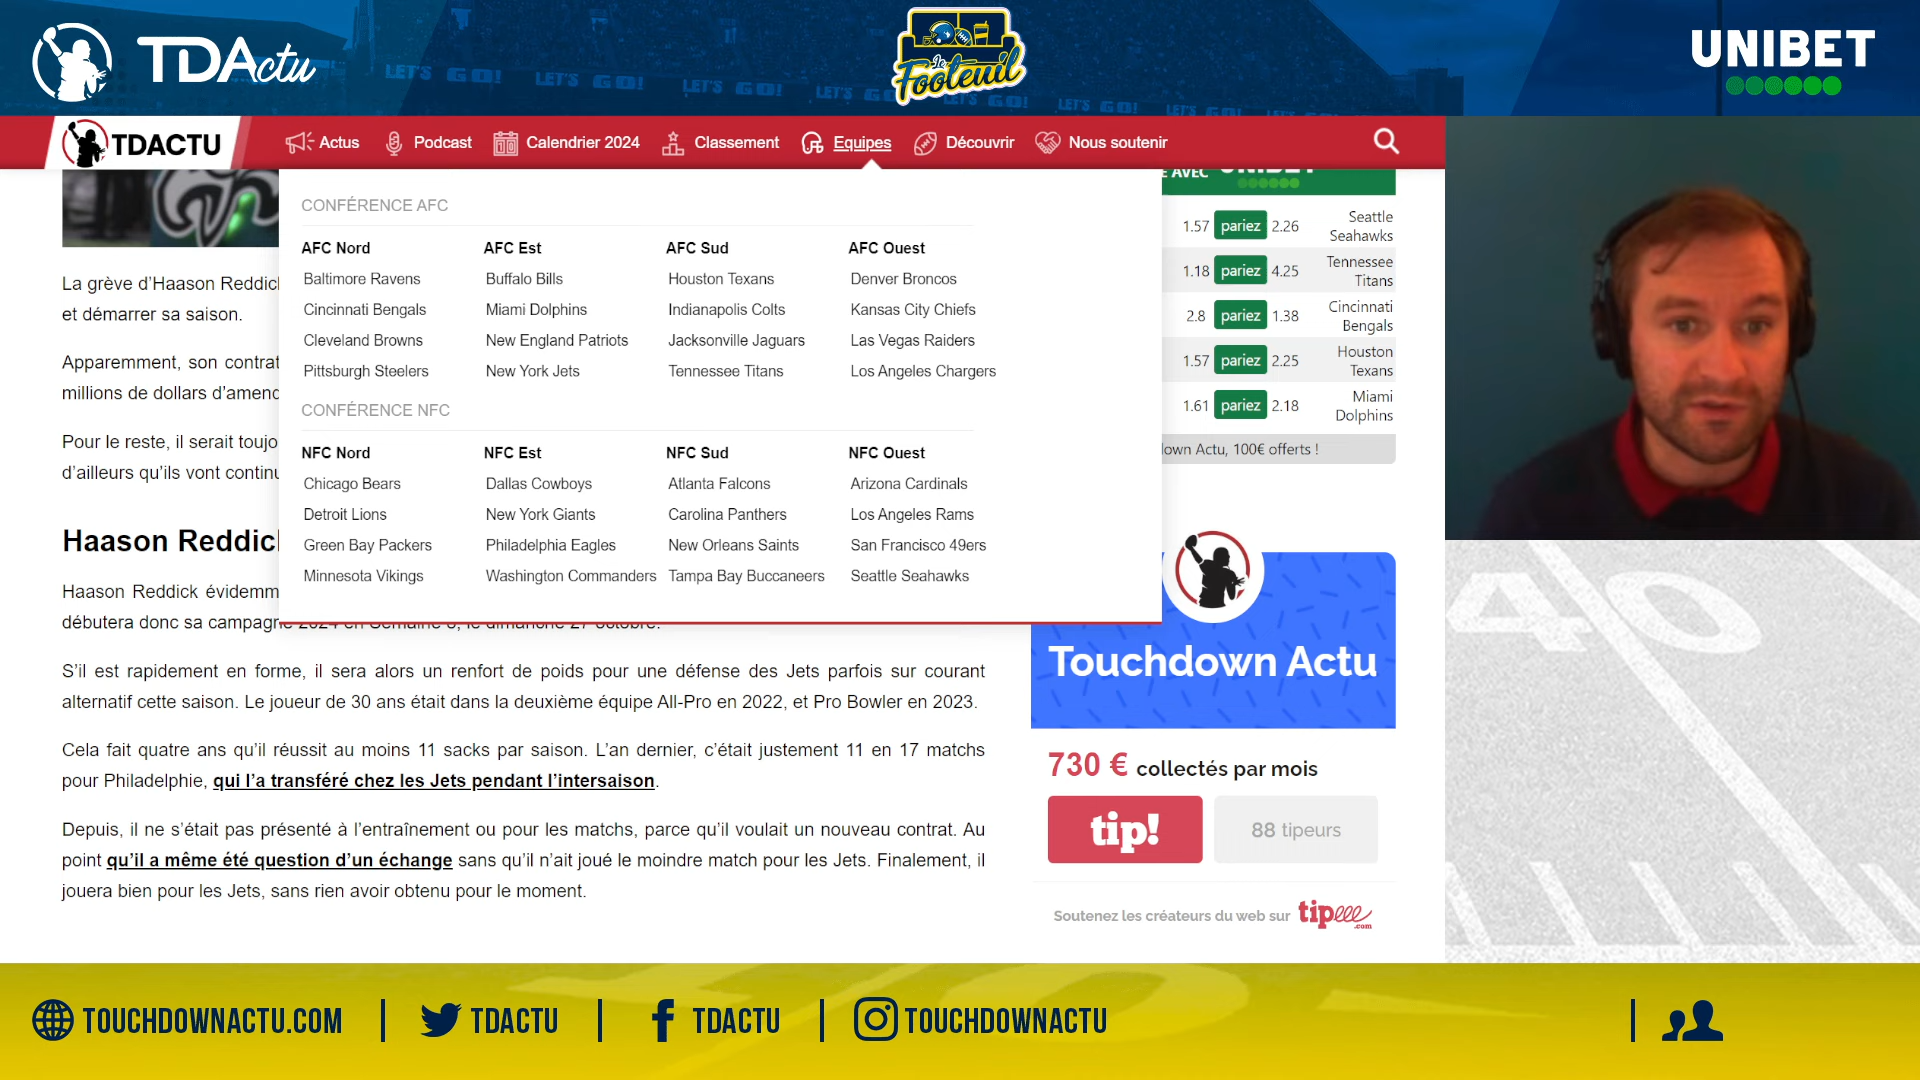 TDActu
LET'S GO! LET'S GO! LET'S GO! LET'S GO! LET'S GO! LET'S GO!
Le Footeuil
UNIBET
TDACTU
Actus
Podcast
Calendrier 2024
Classement
Equipes
Découvrir
Nous soutenir
CONFÉRENCE AFC
AFC Nord AFC Est AFC Sud AFC Ouest
Baltimore Ravens Buffalo Bills Houston Texans Denver Broncos
Cincinnati Bengals Miami Dolphins Indianapolis Colts Kansas City Chiefs
Cleveland Browns New England Patriots Jacksonville Jaguars Las Vegas Raiders
Pittsburgh Steelers New York Jets Tennessee Titans Los Angeles Chargers
CONFÉRENCE NFC
NFC Nord NFC Est NFC Sud NFC Ouest
Chicago Bears Dallas Cowboys Atlanta Falcons Arizona Cardinals
Detroit Lions New York Giants Carolina Panthers Los Angeles Rams
Green Bay Packers Philadelphia Eagles New Orleans Saints San Francisco 49ers
Minnesota Vikings Washington Commanders Tampa Bay Buccaneers Seattle Seahawks
AVEC
1.57 pariez 2.26 Seattle
Seahawks
1.18 pariez 4.25 Tennessee
Titans
2.8 pariez 1.38 Cincinnati
Bengals
1.57 pariez 2.25 Houston
Texans
1.61 pariez 2.18 Miami
Dolphins
Actu, 100€ offerts !
La grève d’Haason
et démarrer sa saison.
Apparemment, son contrat
millions de dollars
Pour le reste, il serait
d’ailleurs qu’ils vont
Haason
Haason Reddick
débutera donc sa
S’il est rapidement en forme, il sera alors un renfort de poids pour une défense des Jets parfois sur courant
alternatif cette saison. Le joueur de 30 ans était dans la deuxième équipe All-Pro en 2022, et Pro Bowler en 2023.
Cela fait quatre ans qu’il réussit au moins 11 sacks par saison. L’an dernier, c’était justement 11 en 17 matchs
pour Philadelphie, qui l’a transféré chez les Jets pendant l’intersaison.
Depuis, il ne s’était pas présenté à l’entraînement ou pour les matchs, parce qu’il voulait un nouveau contrat. Au
point qu’il a même été question d’un échange sans qu’il n’ait joué le moindre match pour les Jets. Finalement, il
jouera bien pour les Jets, sans rien avoir obtenu pour le moment.
Touchdown Actu
730 € collectés par mois
tip!
88 tipeurs
Soutenez les créateurs du web sur tipeee.com
40
TOUCHDOWNACTU.COM
TDACTU
TDACTU
TOUCHDOWNACTU